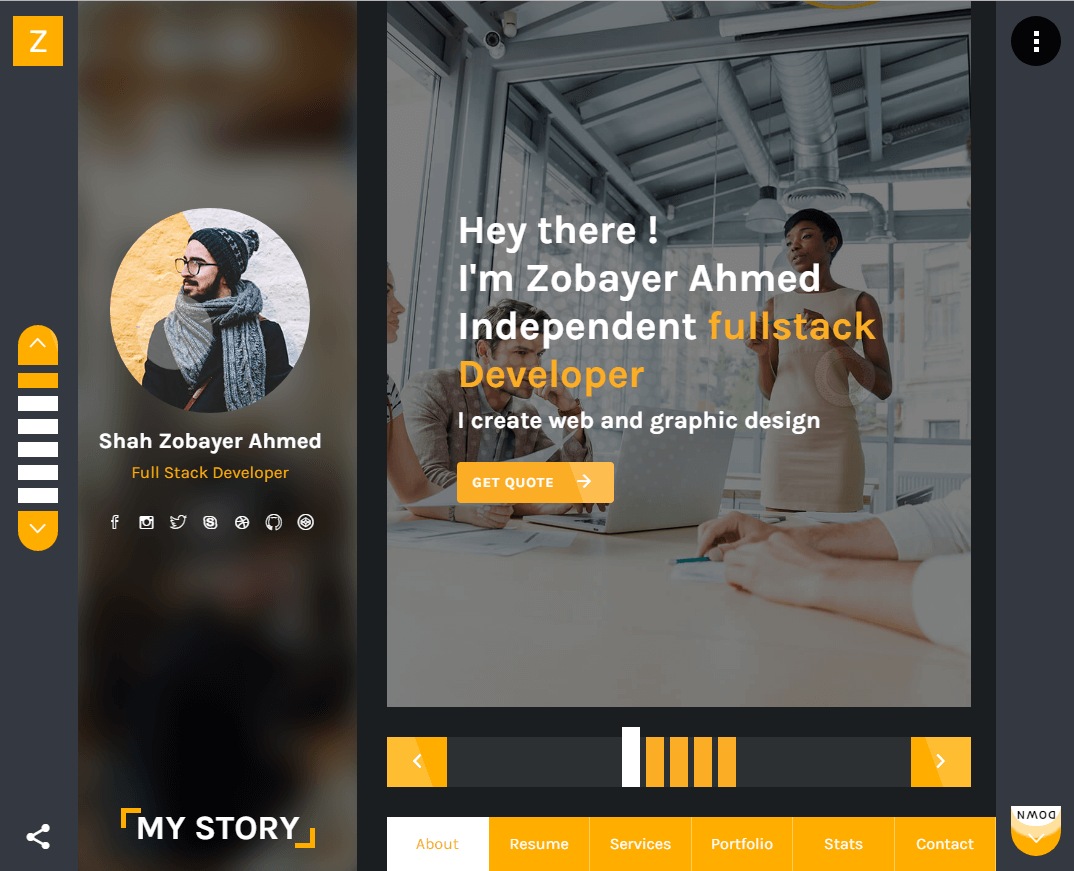 Z
Shah Zobayer Ahmed
Full Stack Developer
MY STORY
Hey there !
I'm Zobayer Ahmed
Independent fullstack
Developer
I create web and graphic design
GET QUOTE
About
Resume
Services
Portfolio
Stats
Contact
DOWN